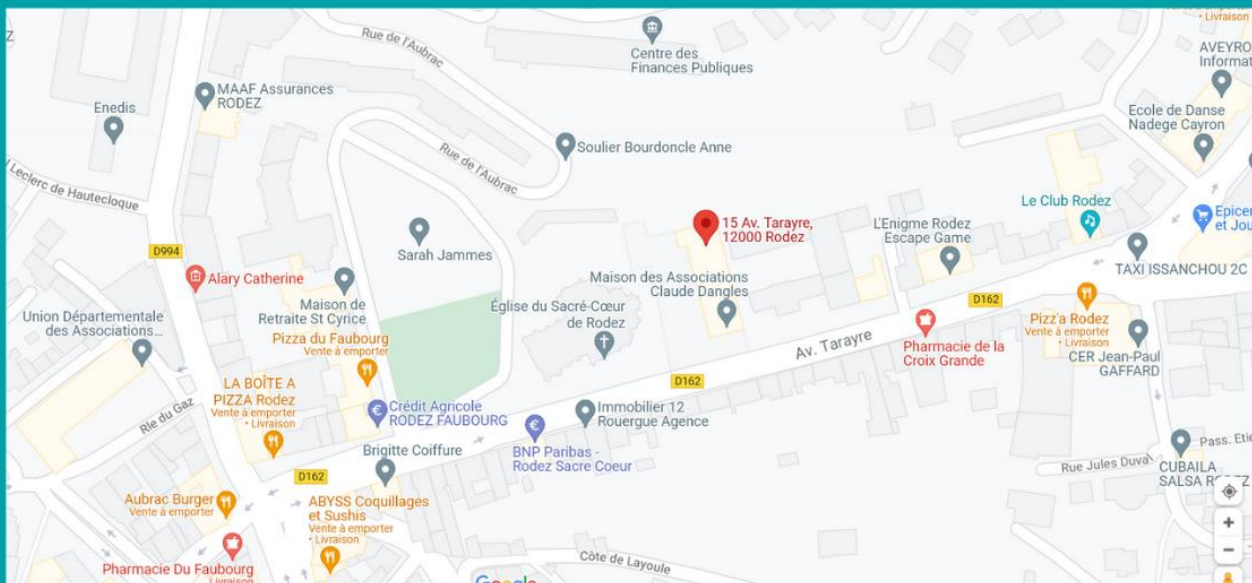 Livraison
Rue de l'Aubrac
Centre des
Finances Publiques
AVEYRO
Informat
MAAF Assurances
RODEZ
Enedis
Ecole de Danse
Nadege Cayron
Soulier Bourdoncle Anne
Rue de l'Aubrac
Leclerc de Hautecloque
Le Club Rodez
Epicer
et Jou
15 Av. Tarayre,
12000 Rodez
L'Enigme Rodez
Escape Game
D994
Sarah Jammes
TAXI ISSANCHOU 2C
Alary Catherine
Maison des Associations
Claude Dangles
Maison de
Retraite St Cyrice
Église du Sacré-Cœur
de Rodez
D162
Pizz'a Rodez
Vente à emporter
• Livraison
Union Départementale
des Associations...
Pizza du Faubourg
Vente à emporter
Av. Tarayre
Pharmacie de la
Croix Grande
CER Jean-Paul
GAFFARD
D162
LA BOÎTE A
PIZZA Rodez
Vente à emporter
• Livraison
Crédit Agricole
RODEZ FAUBOURG
Immobilier 12
Rouergue Agence
Rle du Gaz
BNP Paribas -
Rodez Sacre Coeur
Brigitte Coiffure
Pass. Etie
Rue Jules Duval
CUBAILA
SALSA RODEZ
D162
Aubrac Burger
Vente à emporter
ABYSS Coquillages
et Sushis
Vente à emporter
• Livraison
Pharmacie Du Faubourg
Livraison
Côte de Layoule
Google